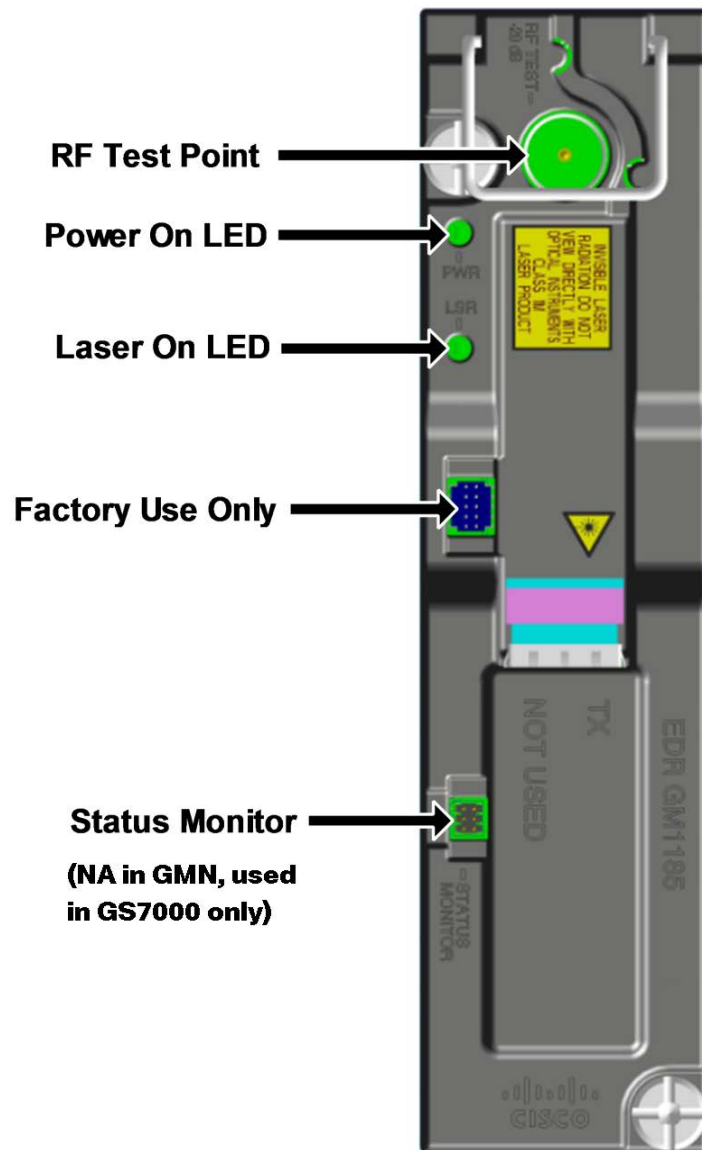 RF TEST
-20 dB
RF Test Point
Power On LED
PWR
LSR
INVISIBLE LASER
RADIATION DO NOT
VIEW DIRECTLY WITH
OPTICAL INSTRUMENTS
CLASS 1M
LASER PRODUCT
Laser On LED
Factory Use Only
TX
NOT USED
EDR GM1185
Status Monitor
(NA in GMN, used
in GS7000 only)
STATUS
MONITOR
CISCO